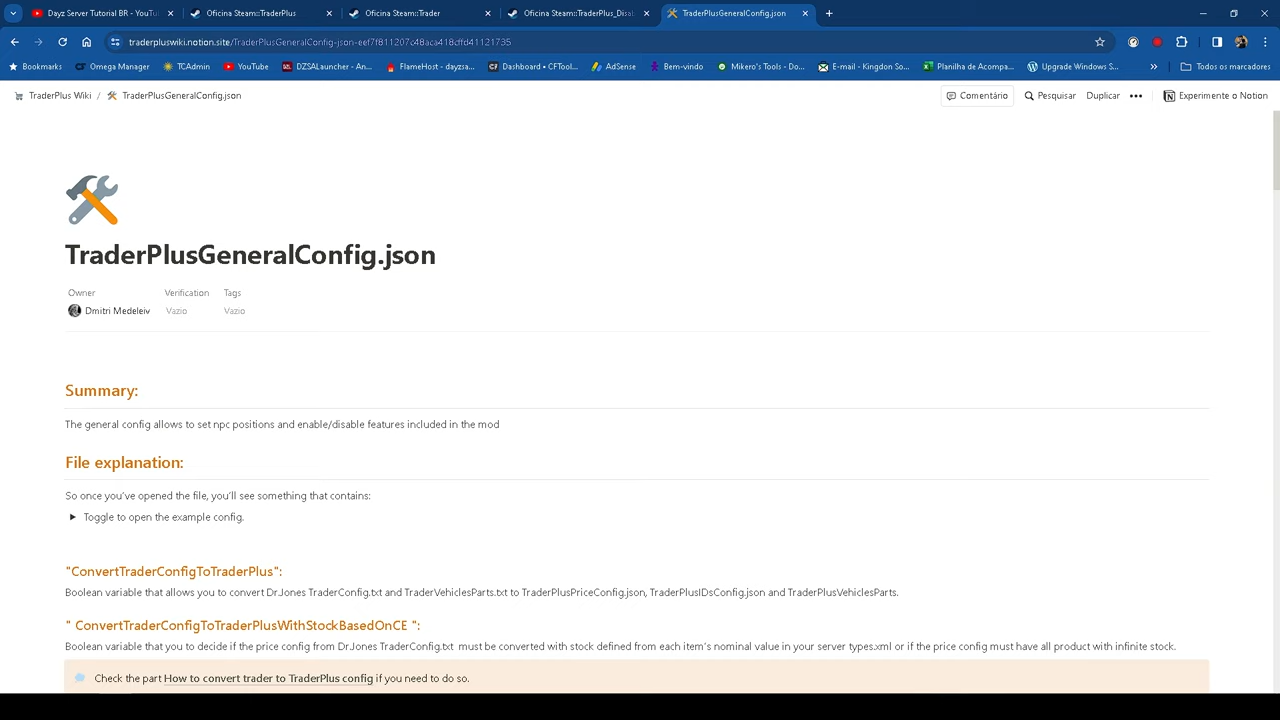 Dayz Server Tutorial BR - YouTu
Oficina Steam::TraderPlus
Oficina Steam::Trader
Oficina Steam::TraderPlus_Disab
TraderPlusGeneralConfig.json
traderpluswiki.notion.site/TraderPlusGeneralConfig-json-eef7f811207c48aca418cffd41121735
Bookmarks
Omega Manager
TCAdmin
YouTube
DZSALauncher - An...
FlameHost - dayzsa...
Dashboard • CFTool...
AdSense
Bem-vindo
Mikero's Tools - Do...
E-mail - Kingdon So...
Planilha de Acompa...
Upgrade Windows S...
Todos os marcadores
TraderPlus Wiki / TraderPlusGeneralConfig.json
Comentário
Pesquisar
Duplicar
Experimente o Notion
TraderPlusGeneralConfig.json
Owner Verification Tags
Dmitri Medeleiv Vazio Vazio
Summary:
The general config allows to set npc positions and enable/disable features included in the mod
File explanation:
So once you've opened the file, you'll see something that contains:
Toggle to open the example config.
"ConvertTraderConfigToTraderPlus":
Boolean variable that allows you to convert DrJones TraderConfig.txt and TraderVehiclesParts.txt to TraderPlusPriceConfig.json, TraderPlusIDsConfig.json and TraderPlusVehiclesParts.
" ConvertTraderConfigToTraderPlusWithStockBasedOnCE ":
Boolean variable that you to decide if the price config from DrJones TraderConfig.txt must be converted with stock defined from each item's nominal value in your server types.xml or if the price config must have all product with infinite stock.
Check the part How to convert trader to TraderPlus config if you need to do so.